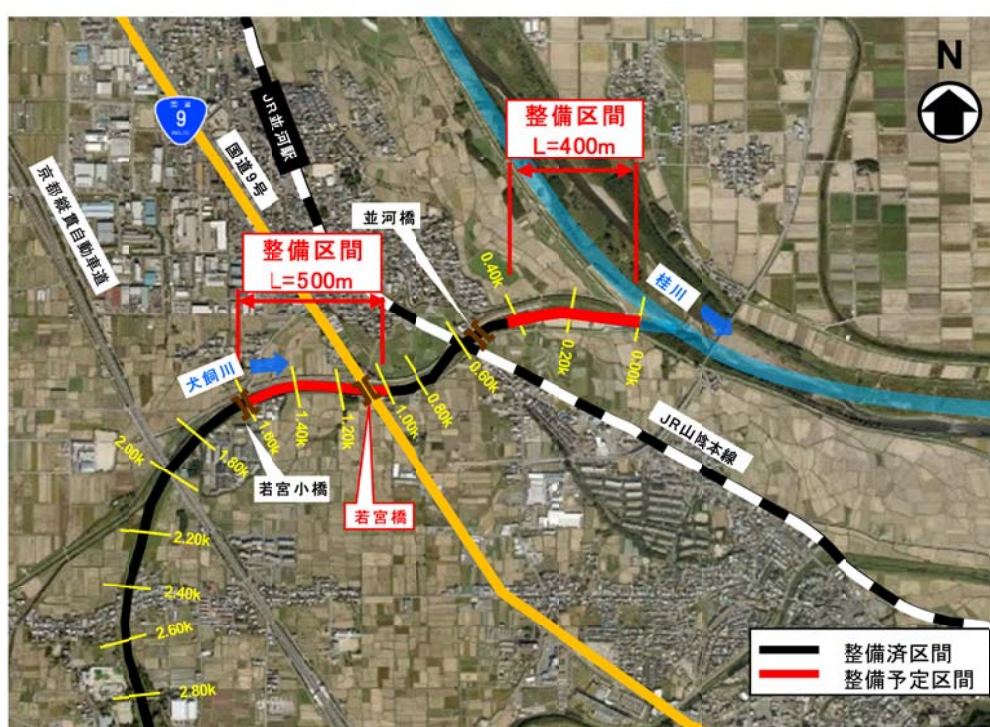 N
国道
9
JR並河駅
国道9号
京都縦貫自動車道
整備区間
L=400m
並河橋
整備区間
L=500m
0.40k
0.20k
0.00k
桂川
犬飼川
0.60k
0.80k
1.00k
1.20k
1.40k
1.60k
1.80k
2.00k
若宮小橋
若宮橋
JR山陰本線
2.20k
2.40k
2.60k
2.80k
整備済区間
整備予定区間